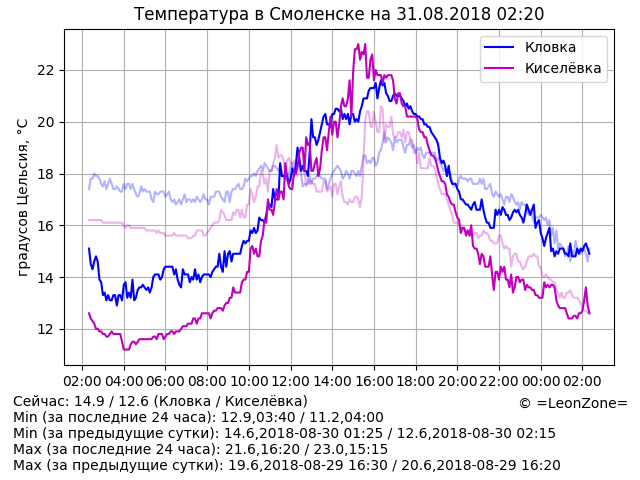 Температура в Смоленске на 31.08.2018 02:20
Кловка
Киселёвка
градусов Цельсия, °C
22
20
18
16
14
12
02:00 04:00 06:00 08:00 10:00 12:00 14:00 16:00 18:00 20:00 22:00 00:00 02:00
Сейчас: 14.9 / 12.6 (Кловка / Киселёвка)
© =LeonZone=
Min (за последние 24 часа): 12.9,03:40 / 11.2,04:00
Min (за предыдущие сутки): 14.6,2018-08-30 01:25 / 12.6,2018-08-30 02:15
Max (за последние 24 часа): 21.6,16:20 / 23.0,15:15
Max (за предыдущие сутки): 19.6,2018-08-29 16:30 / 20.6,2018-08-29 16:20